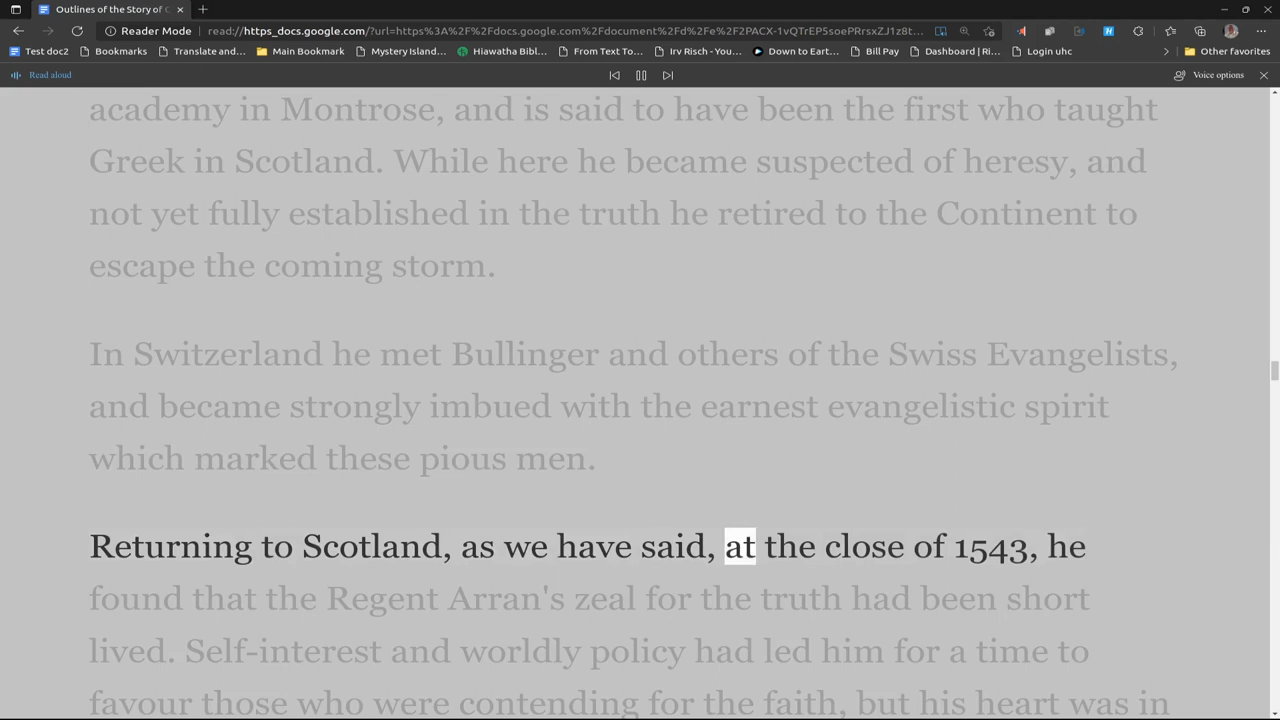 Outlines of the Story of C
Reader Mode
read://https_docs.google.com/?url=https%3A%2F%2Fdocs.google.com%2Fdocument%2Fd%2Fe%2F2PACX-1vQTrEP5ssoePRrsxZJ1z8t...
Test doc2 Bookmarks Translate and... Main Bookmark Mystery Island... Hiawatha Bibl... From Text To... Irv Risch - You... Down to Eart... Bill Pay Dashboard | Ri... Login uhc Other favorites
Read aloud Voice options
academy in Montrose, and is said to have been the first who taught
Greek in Scotland. While here he became suspected of heresy, and
not yet fully established in the truth he retired to the Continent to
escape the coming storm.
In Switzerland he met Bullinger and others of the Swiss Evangelists,
and became strongly imbued with the earnest evangelistic spirit
which marked these pious men.
Returning to Scotland, as we have said, at the close of 1543, he
found that the Regent Arran's zeal for the truth had been short
lived. Self-interest and worldly policy had led him for a time to
favour those who were contending for the faith, but his heart was in